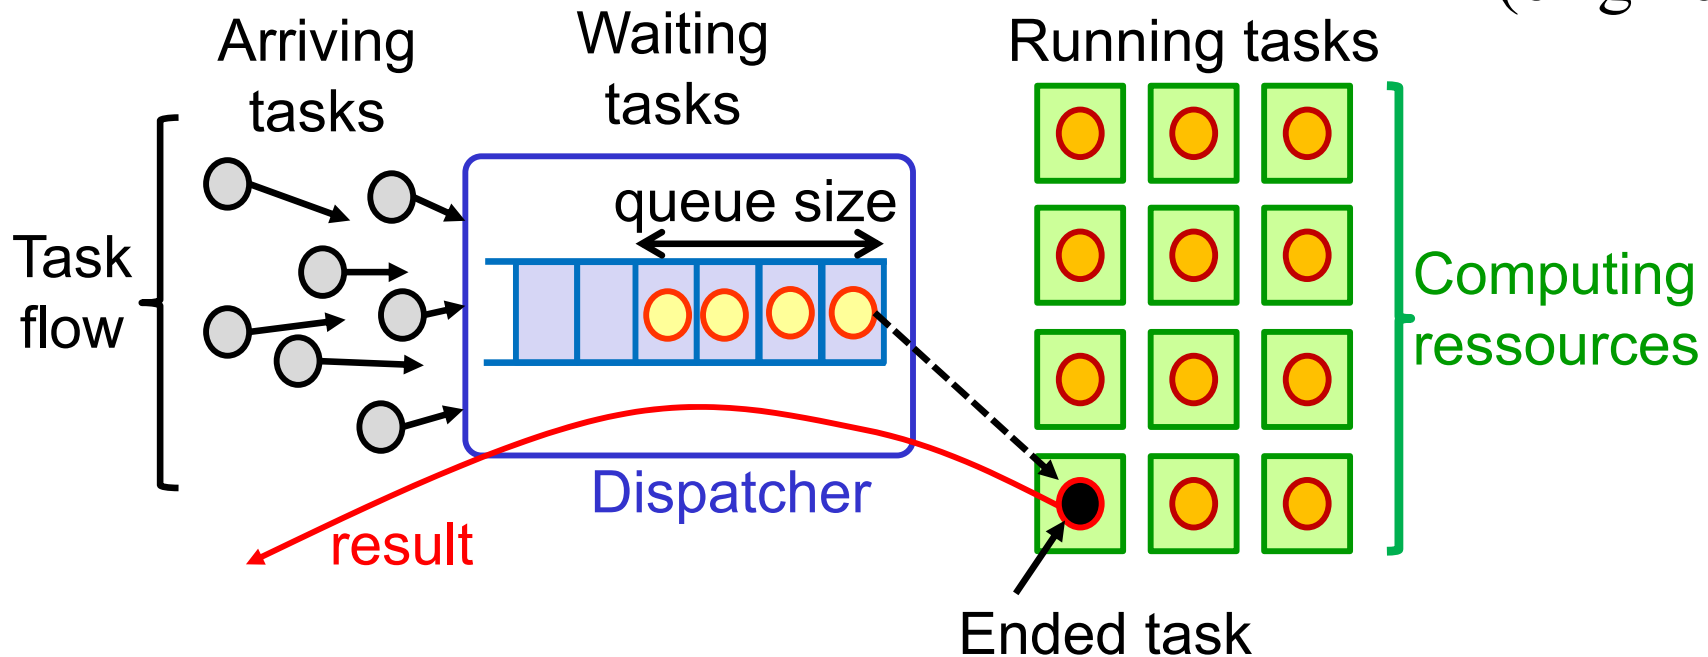 Arriving
tasks
Waiting
tasks
Running tasks
Task
flow
queue size
Computing
ressources
Dispatcher
result
Ended task